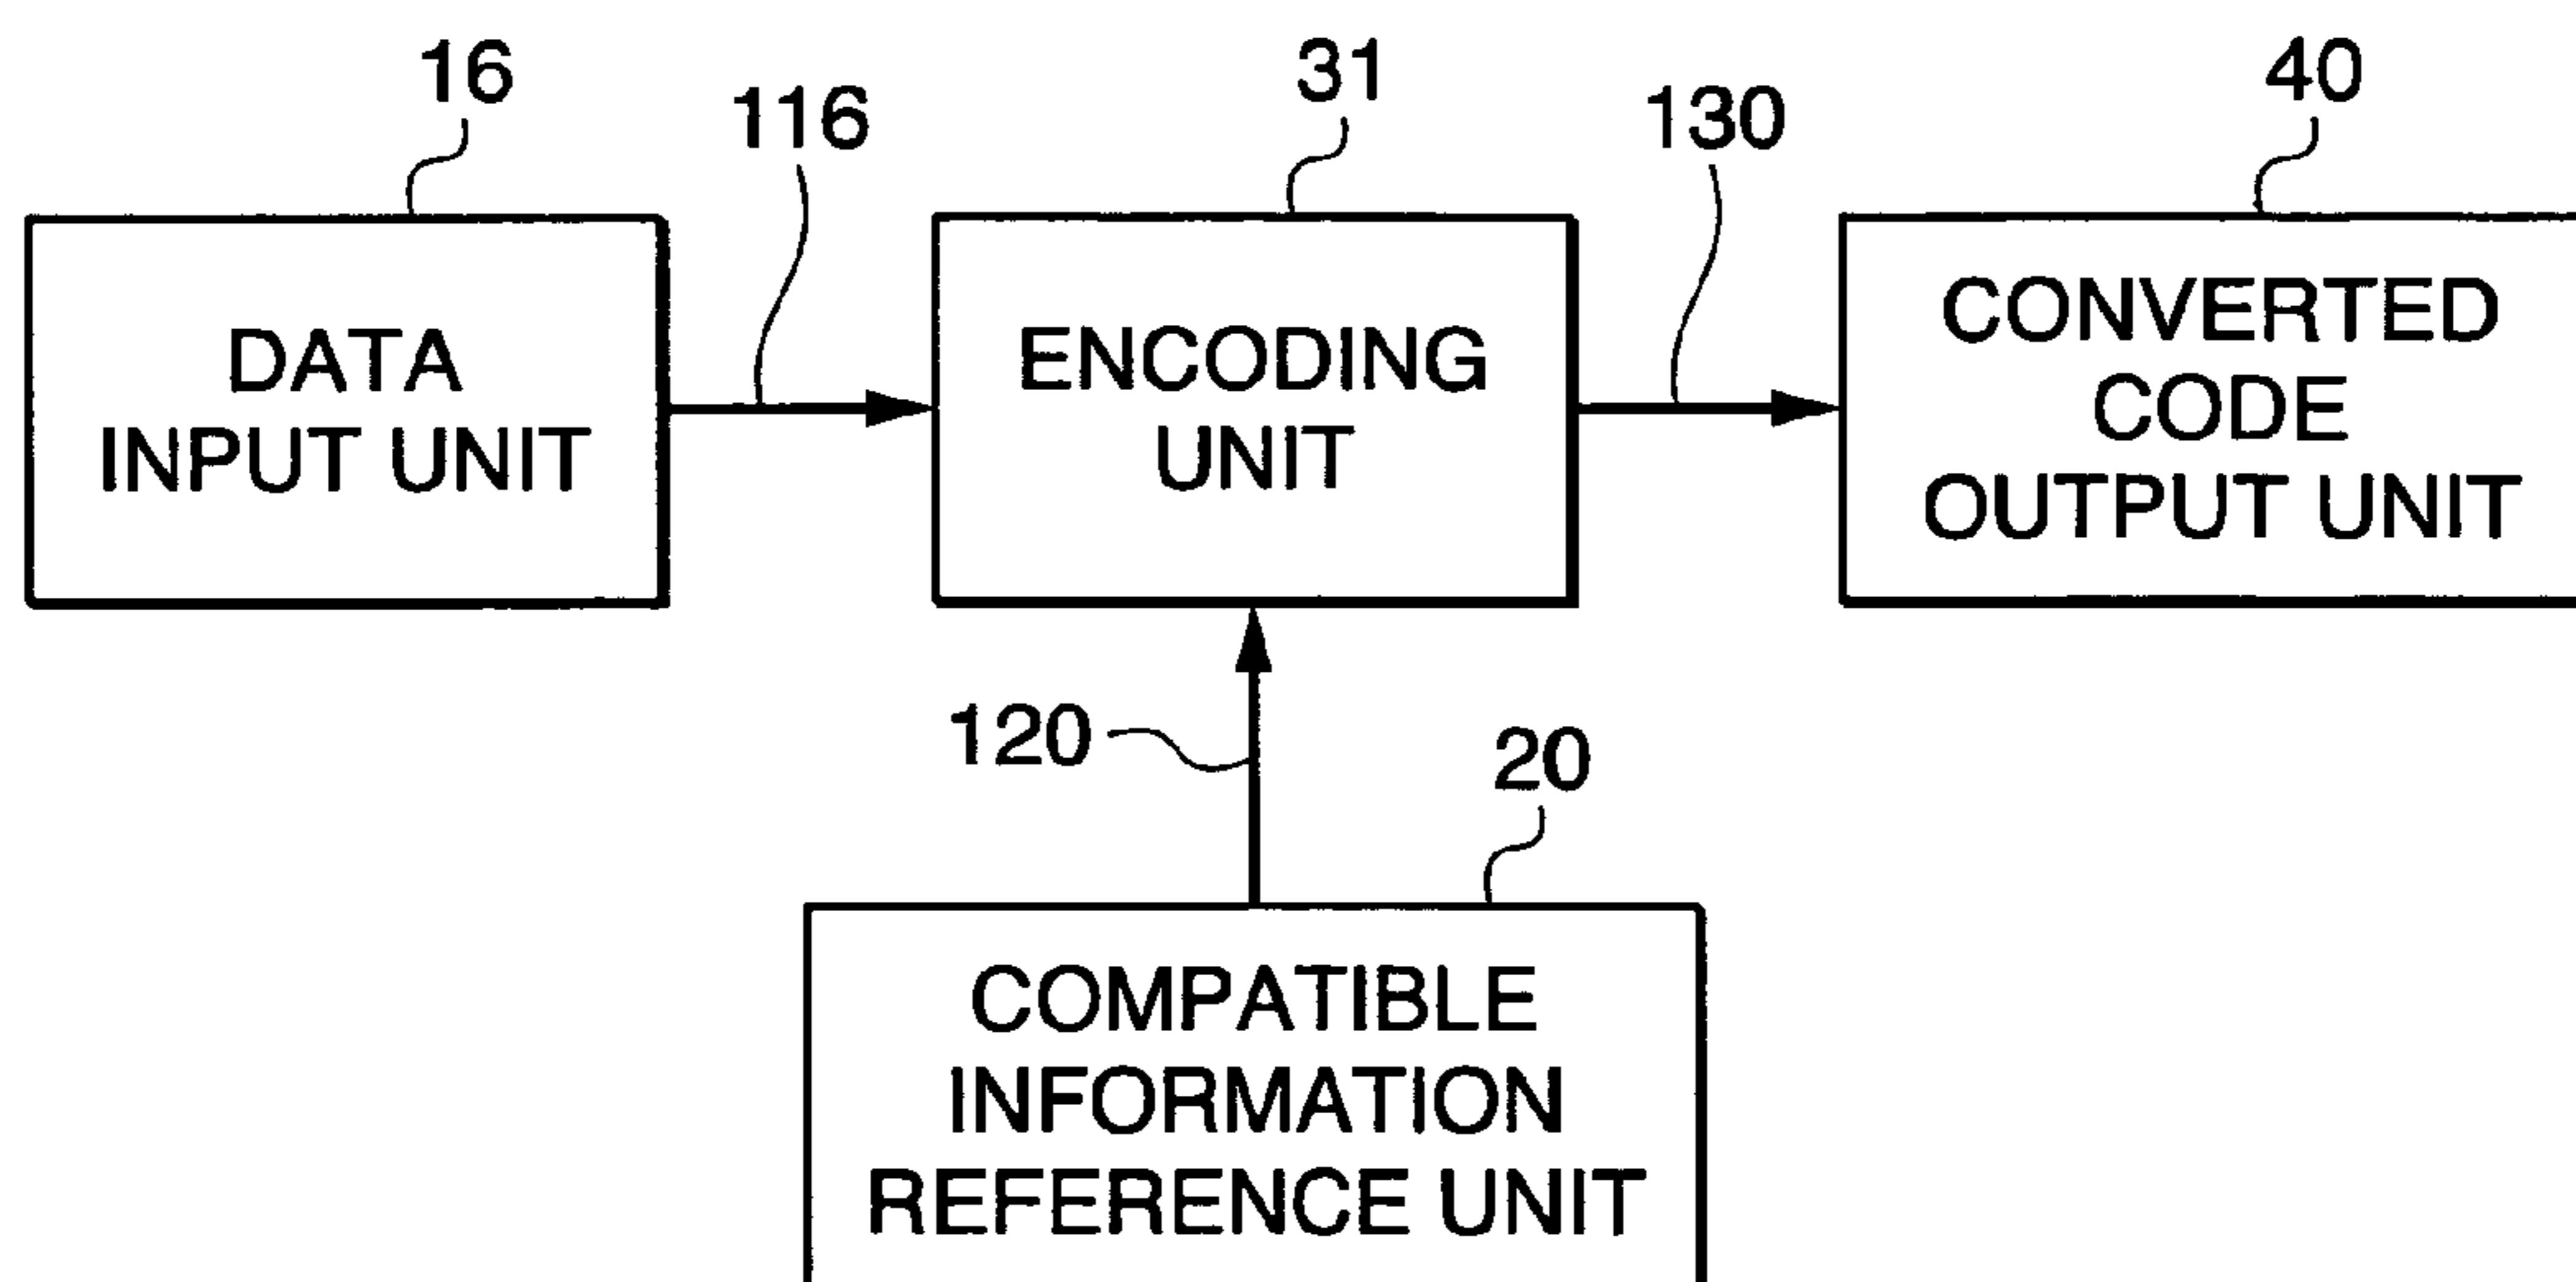 16
116
31
130
40
DATA
INPUT UNIT
ENCODING
UNIT
CONVERTED
CODE
OUTPUT UNIT
120
20
COMPATIBLE
INFORMATION
REFERENCE UNIT